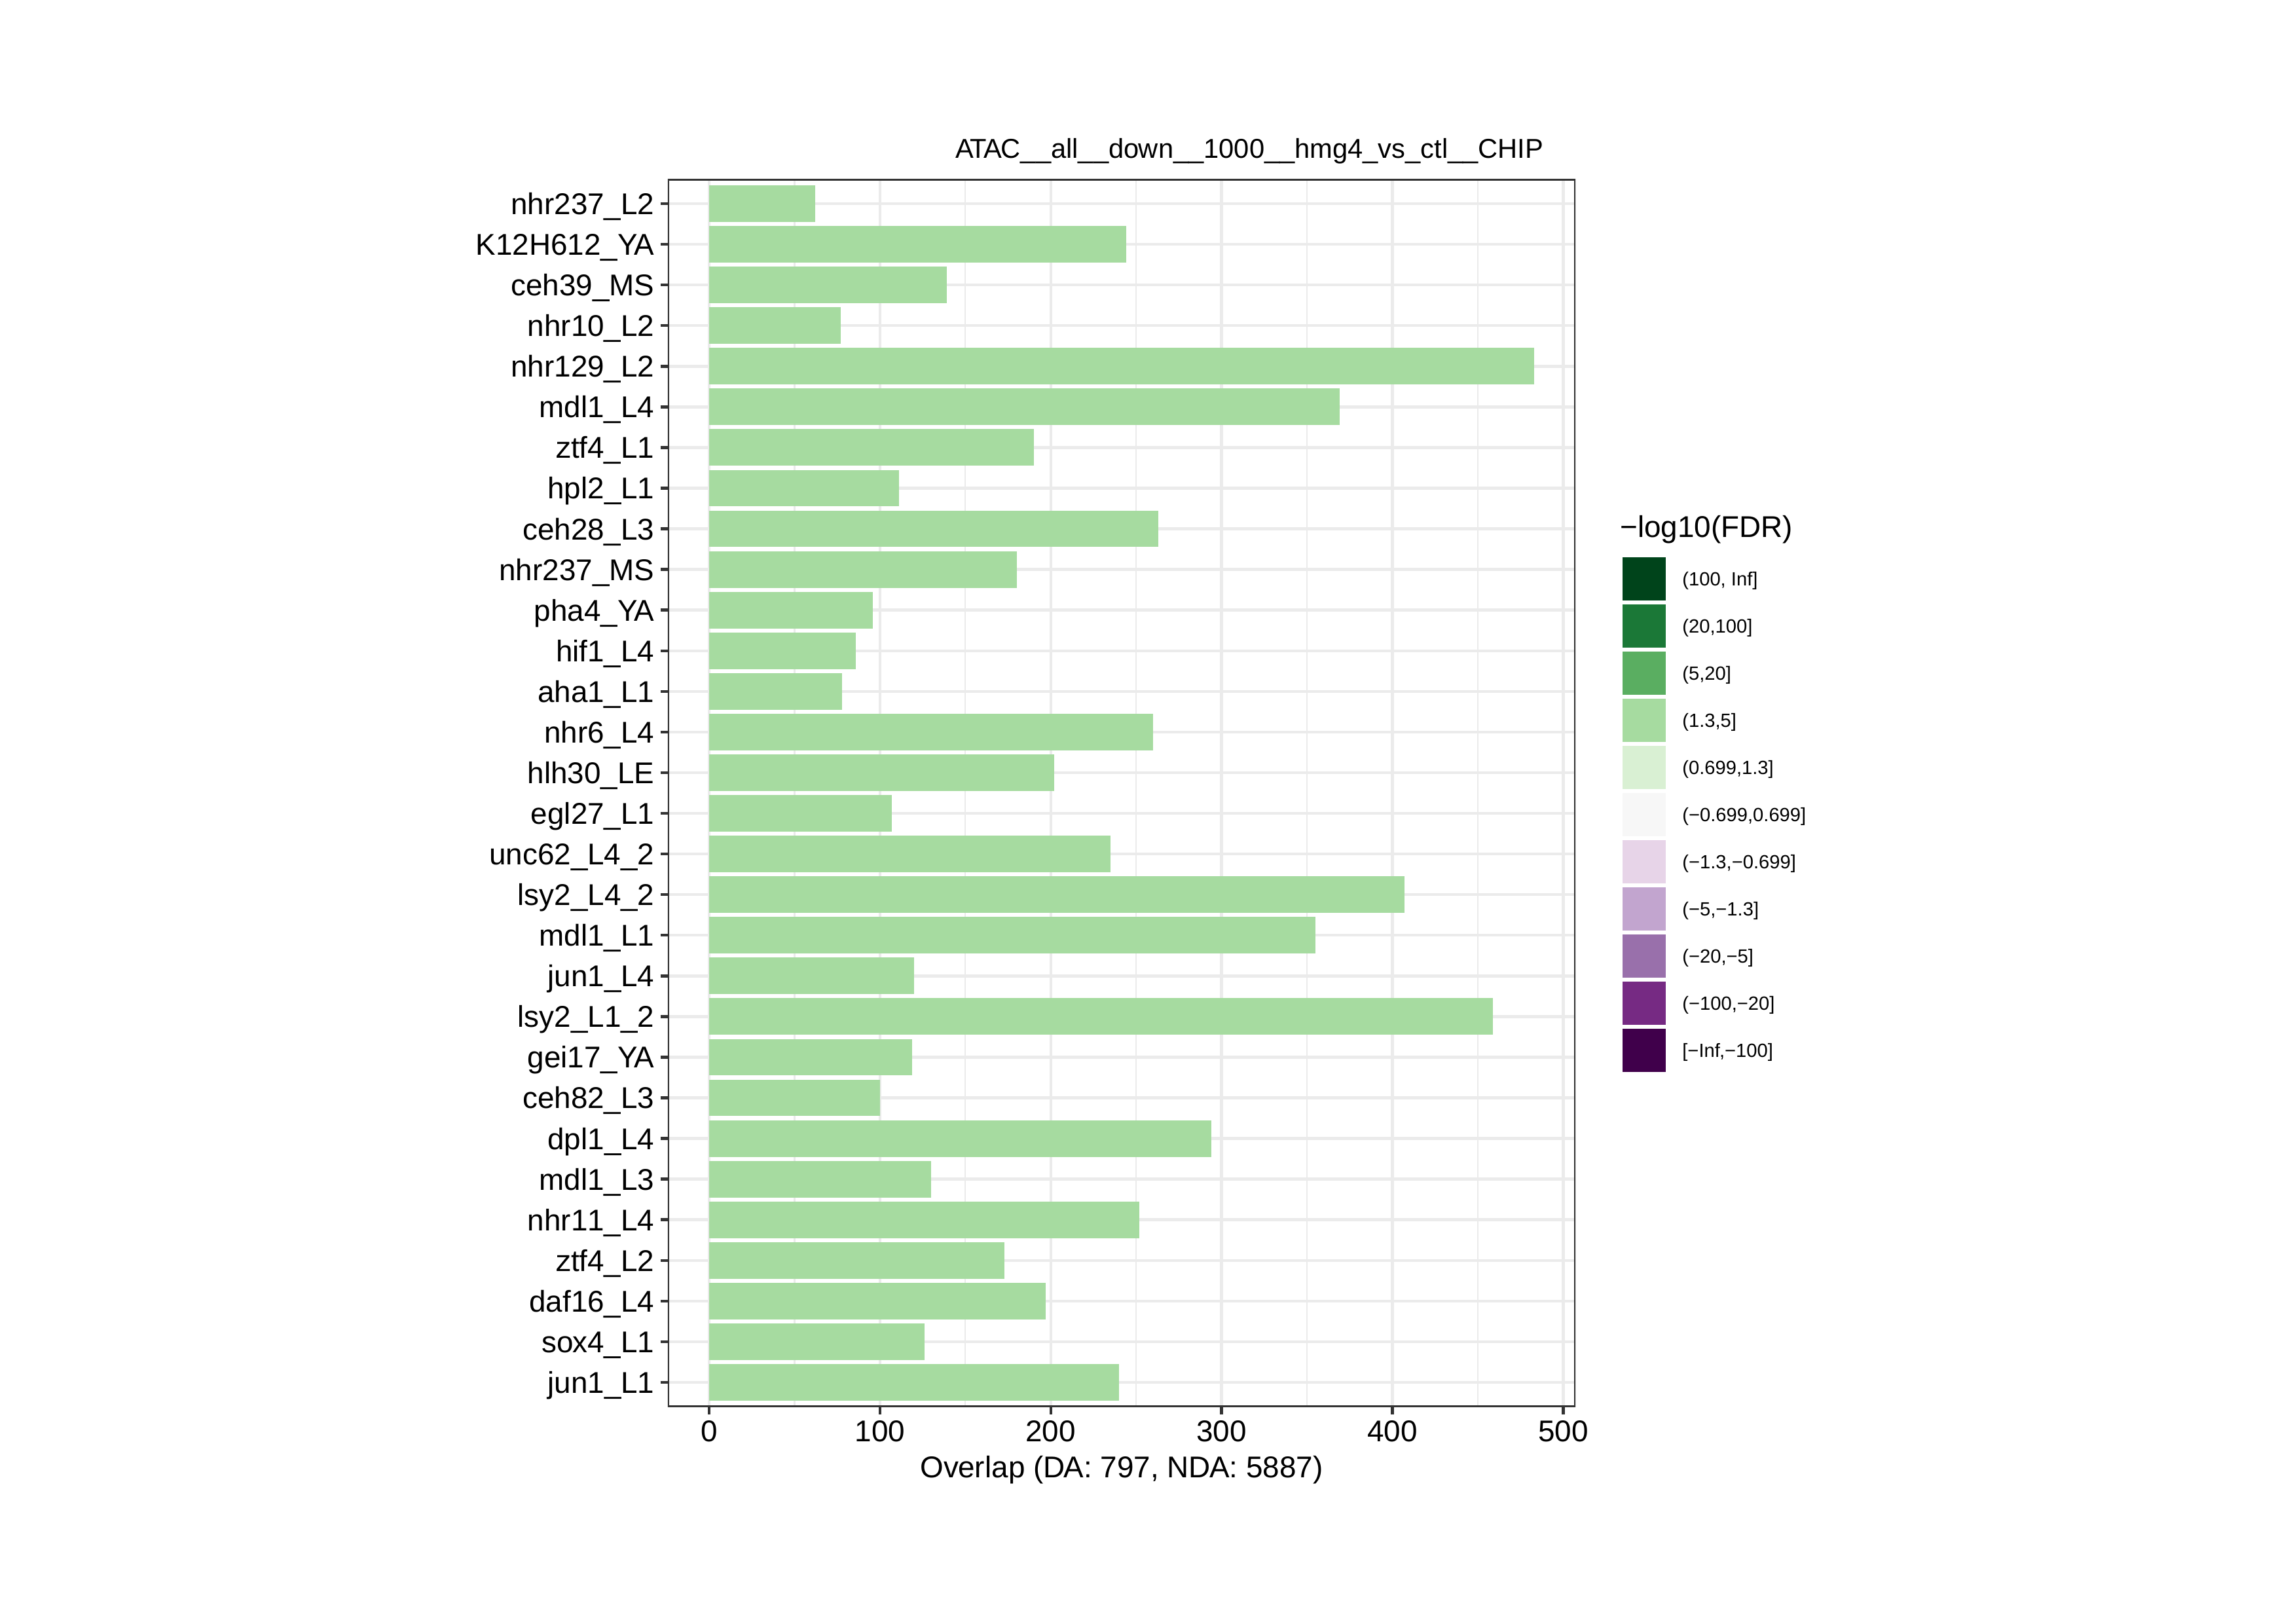 ATAC__all__down__1000__hmg4_vs_ctl__CHIP
nhr237_L2
K12H612_YA
ceh39_MS
nhr10_L2
nhr129_L2
mdl1_L4
ztf4_L1
hpl2_L1
ceh28_L3
nhr237_MS
pha4_YA
hif1_L4
aha1_L1
nhr6_L4
hlh30_LE
egl27_L1
unc62_L4_2
lsy2_L4_2
mdl1_L1
jun1_L4
lsy2_L1_2
gei17_YA
ceh82_L3
dpl1_L4
mdl1_L3
nhr11_L4
ztf4_L2
daf16_L4
sox4_L1
jun1_L1
0 100 200 300 400 500
Overlap (DA: 797, NDA: 5887)
−log10(FDR)
(100, Inf]
(20,100]
(5,20]
(1.3,5]
(0.699,1.3]
(−0.699,0.699]
(−1.3,−0.699]
(−5,−1.3]
(−20,−5]
(−100,−20]
[−Inf,−100]